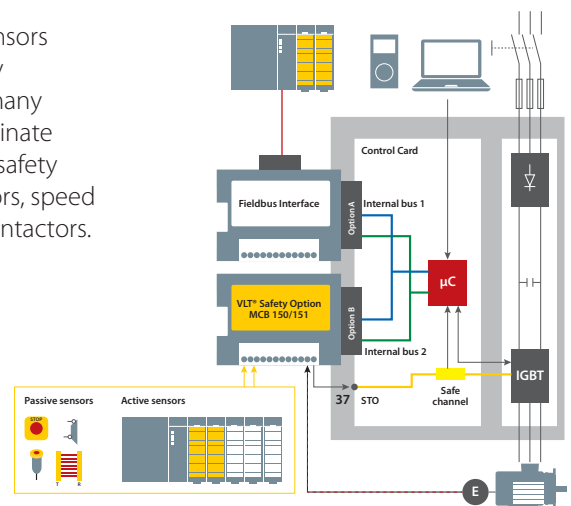 nsors
y
many
inate
safety
ors, speed
ntactors.
Control Card
Fieldbus Interface
Option A
Internal bus 1
µC
VLT® Safety Option
MCB 150/151
Option B
Internal bus 2
IGBT
37 STO
Safe
channel
Passive sensors
Active sensors
STOP
T R
E